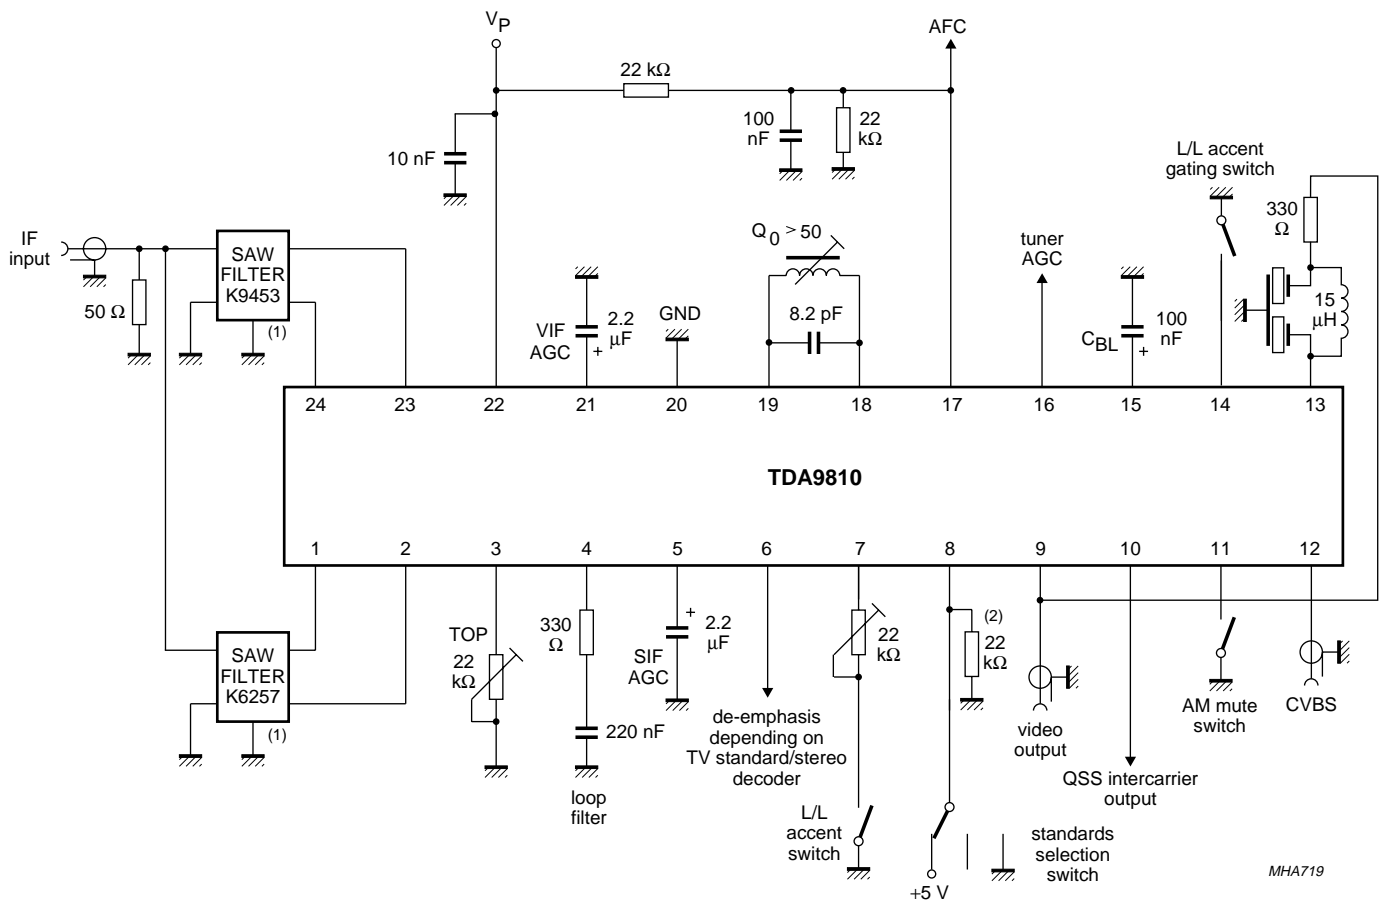 V_P
AFC
22 kΩ
10 nF
100
nF
22
kΩ
L/L accent
gating switch
330
Ω
IF
input
SAW
FILTER
K9453
50 Ω
(1)
Q_0 > 50
8.2 pF
tuner
AGC
VIF
AGC
2.2
μF
+
GND
C_BL
100
nF
+
15
μH
24 23 22 21 20 19 18 17 16 15 14 13
TDA9810
1 2 3 4 5 6 7 8 9 10 11 12
SAW
FILTER
K6257
(1)
TOP
22
kΩ
330
Ω
220 nF
loop
filter
+
2.2
μF
SIF
AGC
de-emphasis
depending on
TV standard/stereo
decoder
22
kΩ
L/L
accent
switch
(2)
22
kΩ
+5 V
standards
selection
switch
video
output
QSS intercarrier
output
AM mute
switch
CVBS
MHA719